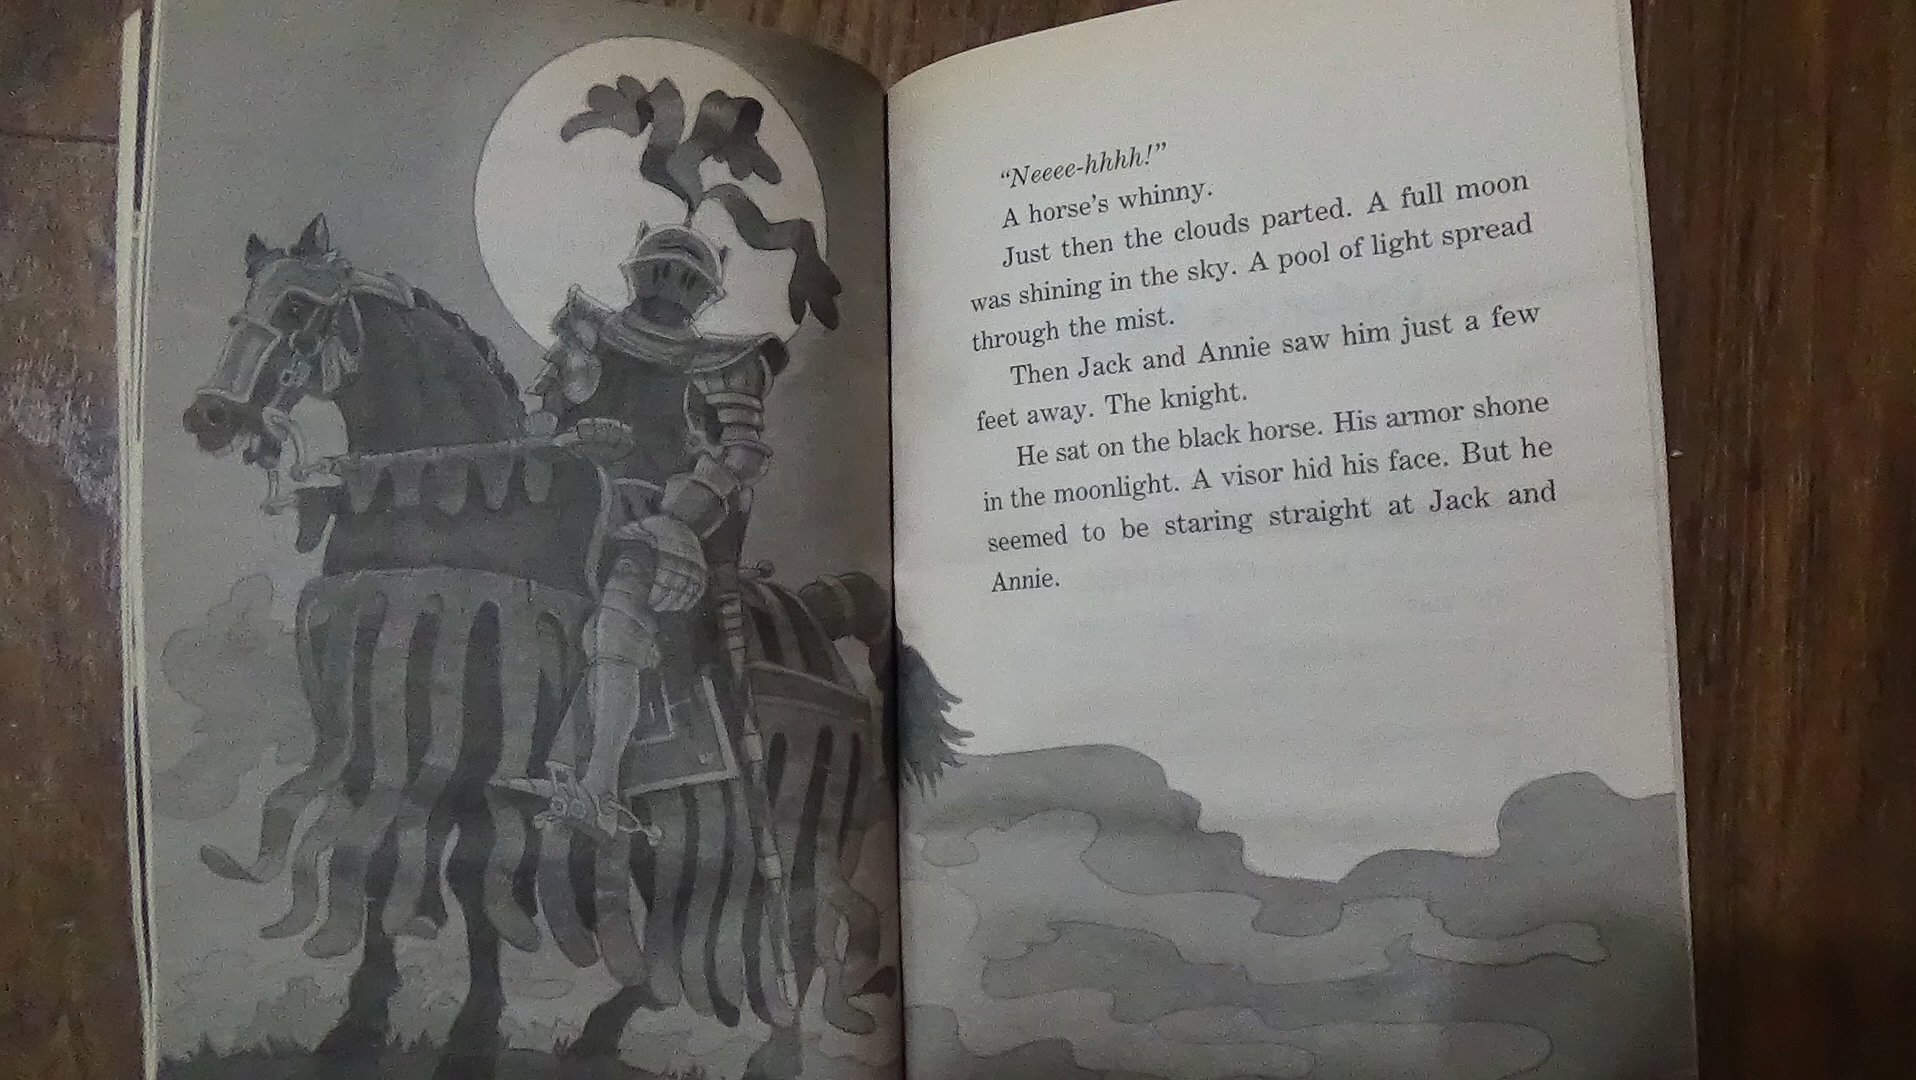 “Neeee-hhhh!”
A horse’s whinny.
Just then the clouds parted. A full moon
was shining in the sky. A pool of light spread
through the mist.
Then Jack and Annie saw him just a few
feet away. The knight.
He sat on the black horse. His armor shone
in the moonlight. A visor hid his face. But he
seemed to be staring straight at Jack and
Annie.